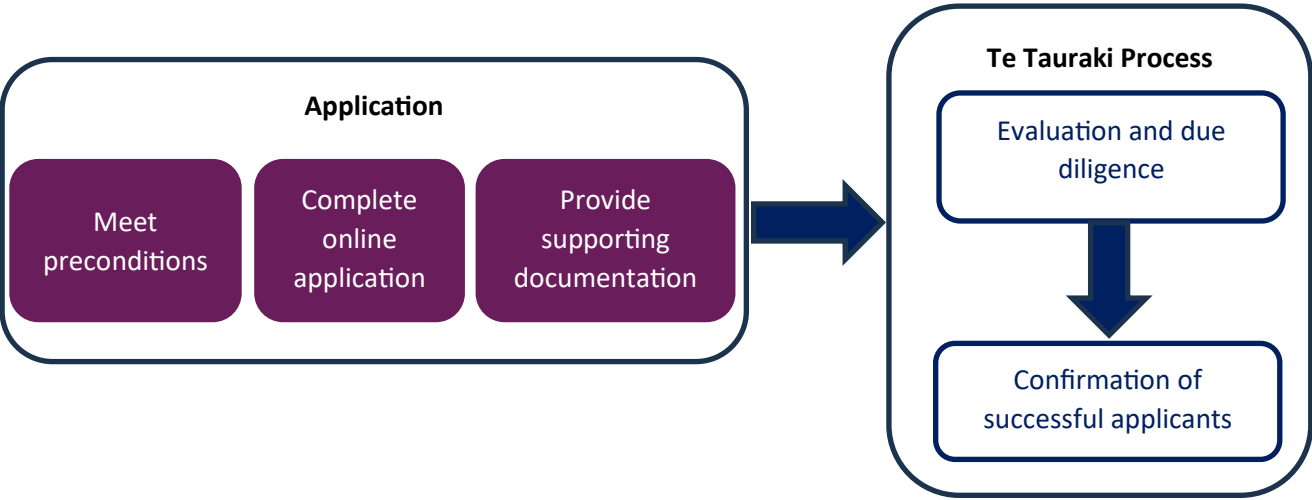 Application
Meet
preconditions
Complete
online
application
Provide
supporting
documentation
Te Tauraki Process
Evaluation and due
diligence
Confirmation of
successful applicants